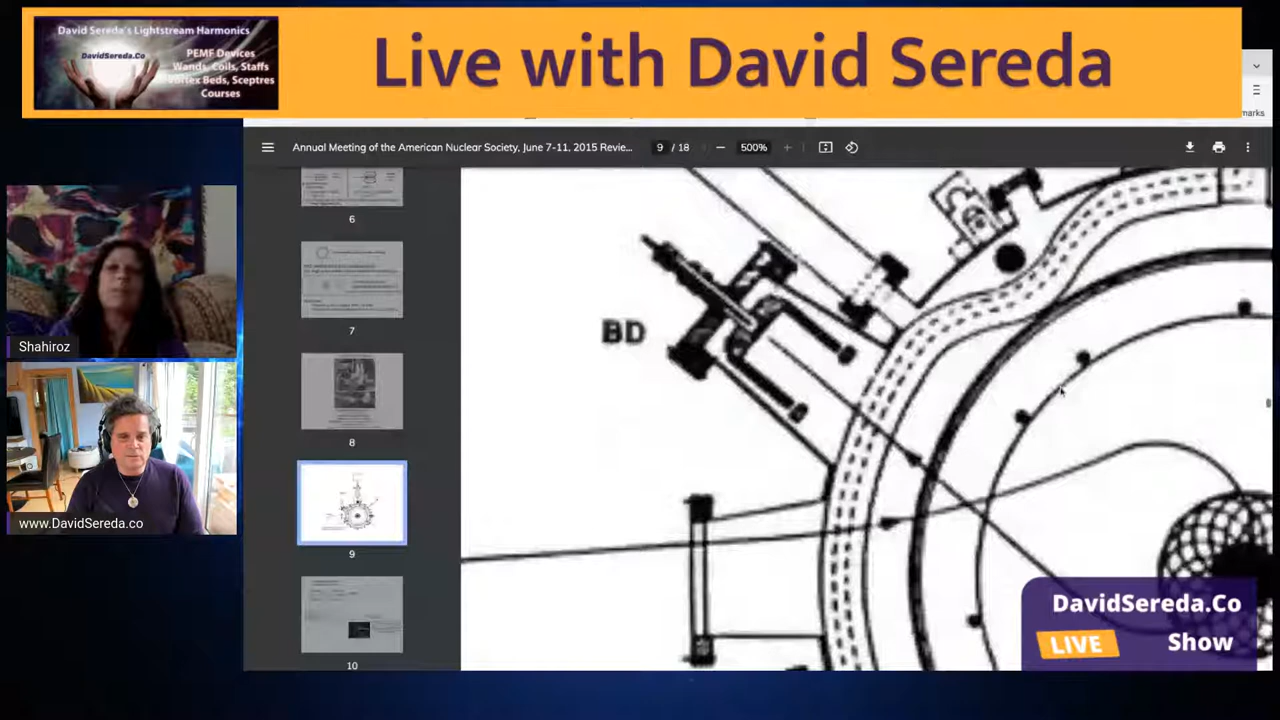 David Sereda's Lightstream Harmonics
DavidSereda.Co
PEMF Devices
Wands, Coils, Staffs
Vortex Beds, Sceptres
Courses
Live with David Sereda
marks
Annual Meeting of the American Nuclear Society, June 7-11, 2015 Revie...
9 / 18
500%
6
7
8
9
10
BD
Shahiroz
www.DavidSereda.co
DavidSereda.Co
LIVE Show